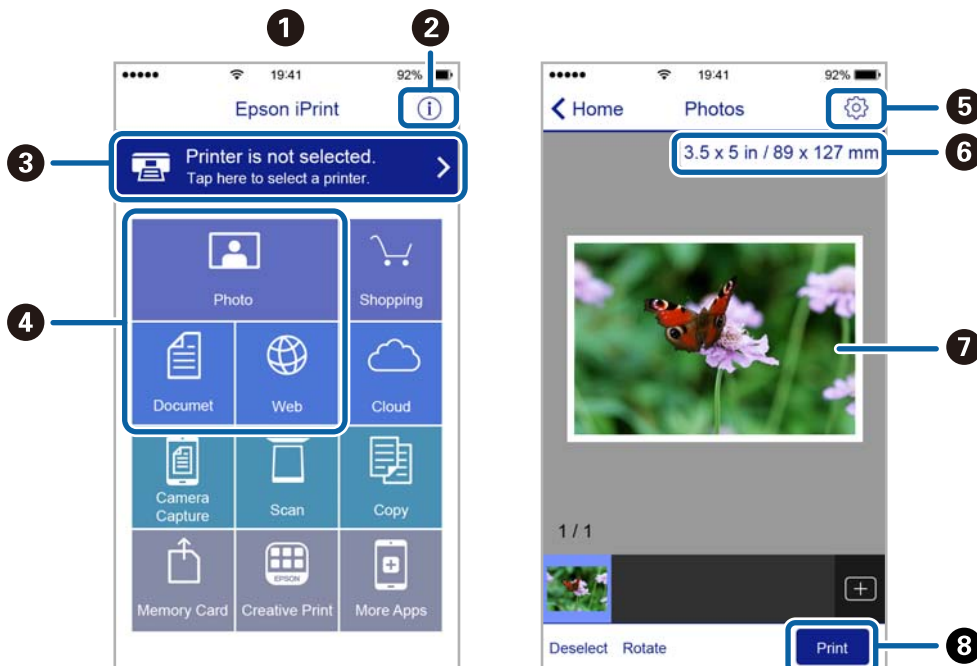 1
2
19:41
92%
Epson iPrint
3
Printer is not selected.
Tap here to select a printer.
4
Photo
Shopping
Documet
Web
Cloud
Camera
Capture
Scan
Copy
EPSON
Memory Card
Creative Print
More Apps
19:41
92%
5
Home
Photos
6
3.5 x 5 in / 89 x 127 mm
7
1 / 1
Deselect
Rotate
Print
8